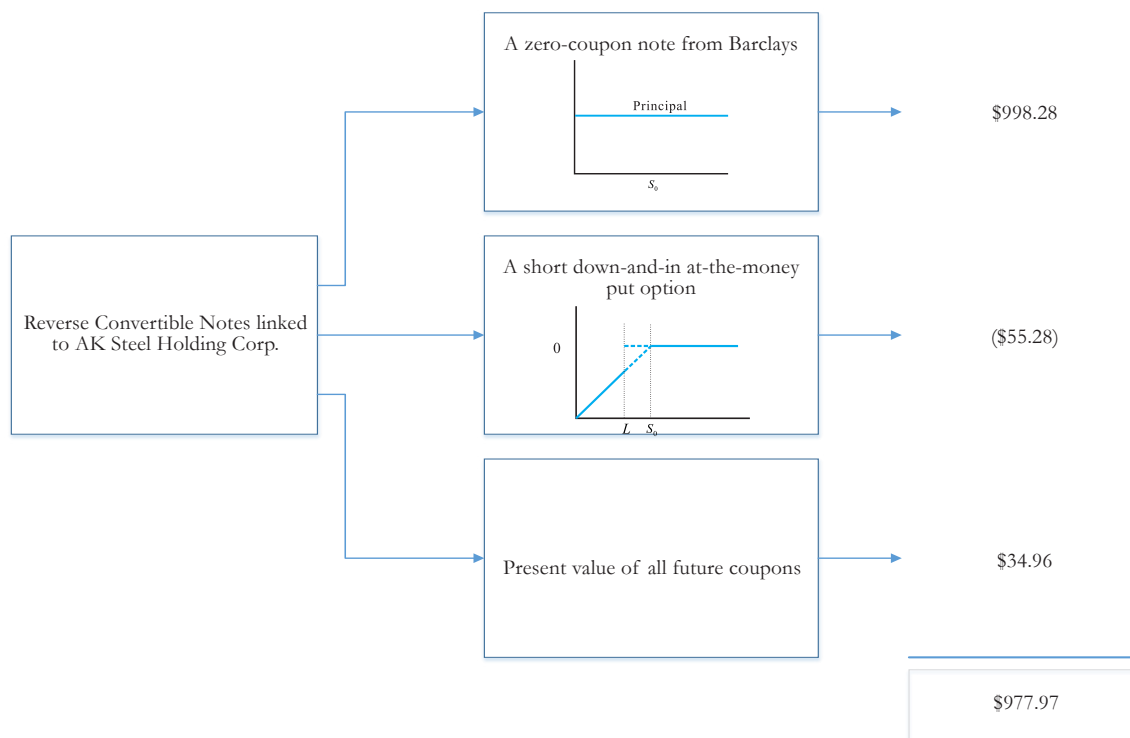 A zero-coupon note from Barclays
Principal
S₀
$998.28
Reverse Convertible Notes linked
to AK Steel Holding Corp.
A short down-and-in at-the-money
put option
0
L S₀
($55.28)
Present value of all future coupons
$34.96
$977.97